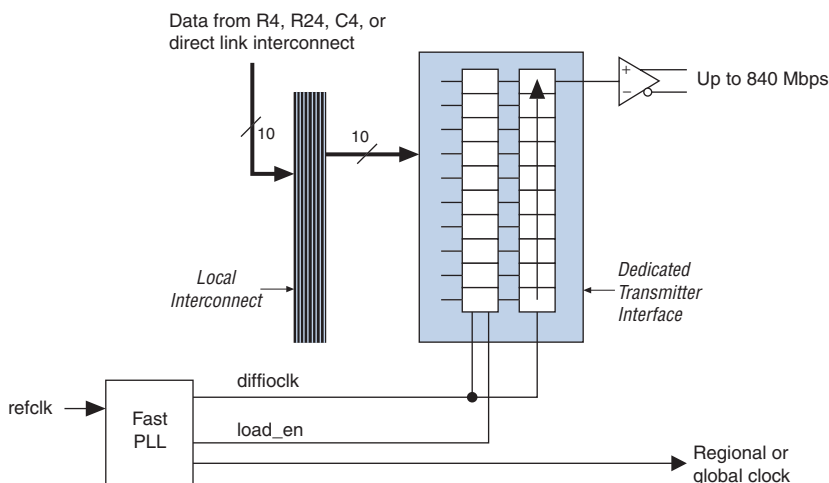 Data from R4, R24, C4, or
direct link interconnect
10
10
+
−
Up to 840 Mbps
Local
Interconnect
Dedicated
Transmitter
Interface
diffioclk
refclk
Fast
PLL
load_en
Regional or
global clock